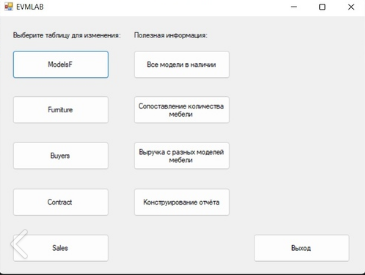 EVMLAB
Выберите таблицу для изменения:
Полезная информация:
ModelsF
Все модели в наличии
Furniture
Сопоставление количества
мебели
Buyers
Выручка с разных моделей
мебели
Contract
Конструирование отчёта
Sales
Выход